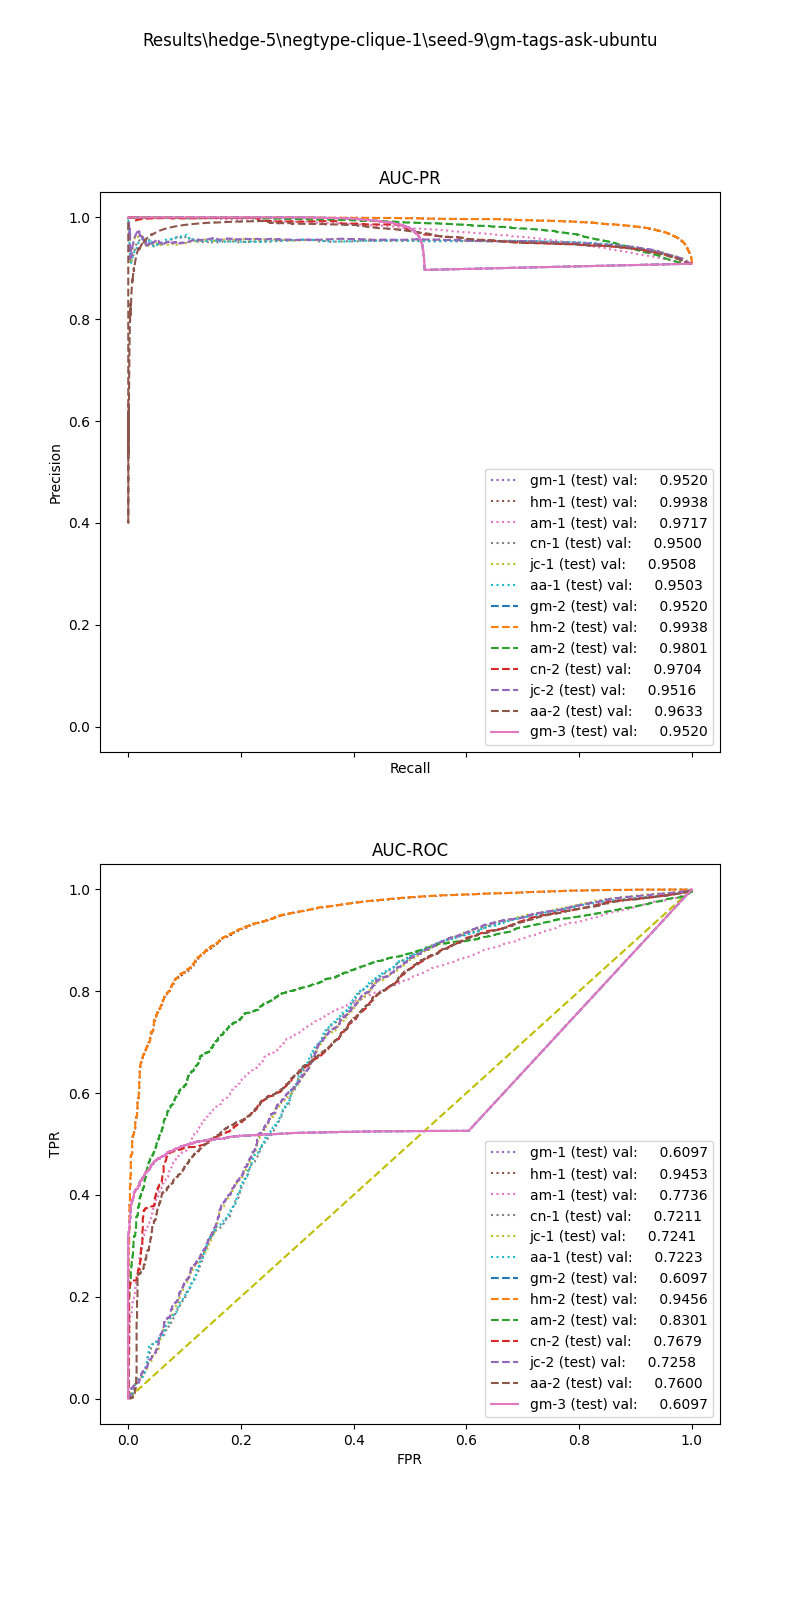 Results\hedge-5\negtype-clique-1\seed-9\gm-tags-ask-ubuntu
AUC-PR
1.0
0.8
0.6
0.4
0.2
0.0
Precision
gm-1 (test) val: 0.9520
hm-1 (test) val: 0.9938
am-1 (test) val: 0.9717
cn-1 (test) val: 0.9500
jc-1 (test) val: 0.9508
aa-1 (test) val: 0.9503
gm-2 (test) val: 0.9520
hm-2 (test) val: 0.9938
am-2 (test) val: 0.9801
cn-2 (test) val: 0.9704
jc-2 (test) val: 0.9516
aa-2 (test) val: 0.9633
gm-3 (test) val: 0.9520
Recall
AUC-ROC
1.0
0.8
0.6
0.4
0.2
0.0
TPR
gm-1 (test) val: 0.6097
hm-1 (test) val: 0.9453
am-1 (test) val: 0.7736
cn-1 (test) val: 0.7211
jc-1 (test) val: 0.7241
aa-1 (test) val: 0.7223
gm-2 (test) val: 0.6097
hm-2 (test) val: 0.9456
am-2 (test) val: 0.8301
cn-2 (test) val: 0.7679
jc-2 (test) val: 0.7258
aa-2 (test) val: 0.7600
gm-3 (test) val: 0.6097
0.0 0.2 0.4 0.6 0.8 1.0
FPR